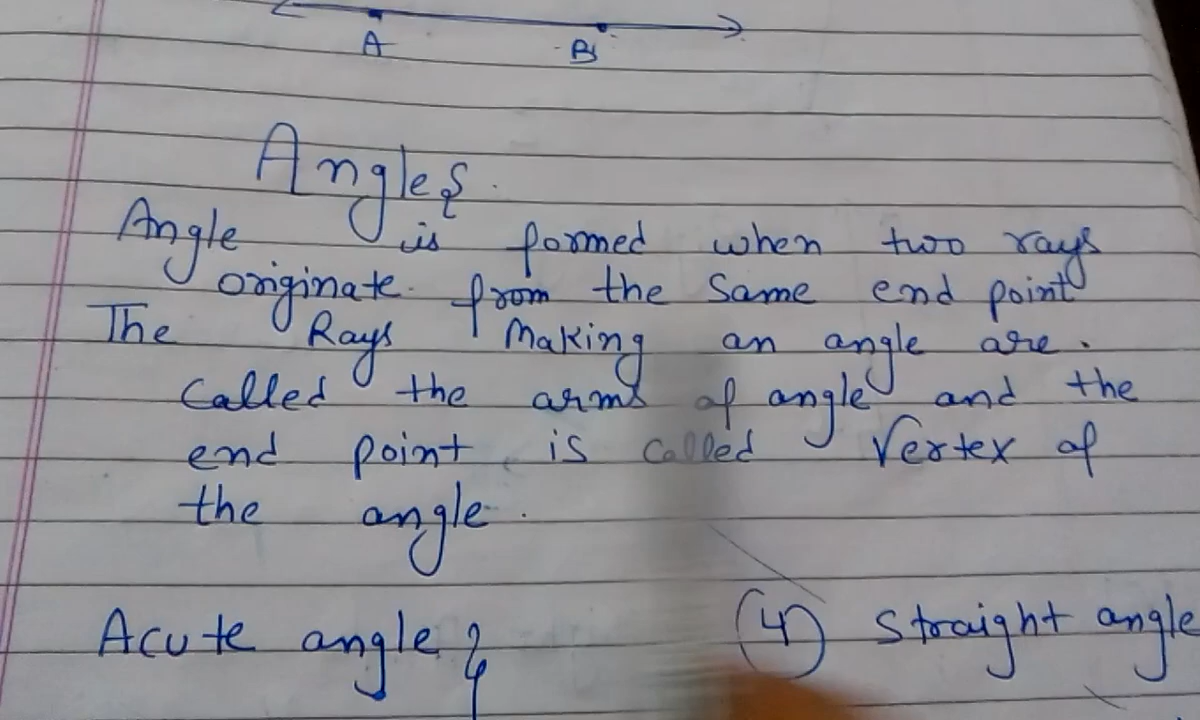 A B
Angles
Angle is formed when two rays
originate from the same end point
The Rays Making an angle are.
Called the arms of angle and the
end point is called Vertex of
the angle.
Acute angle
(4) Straight angle